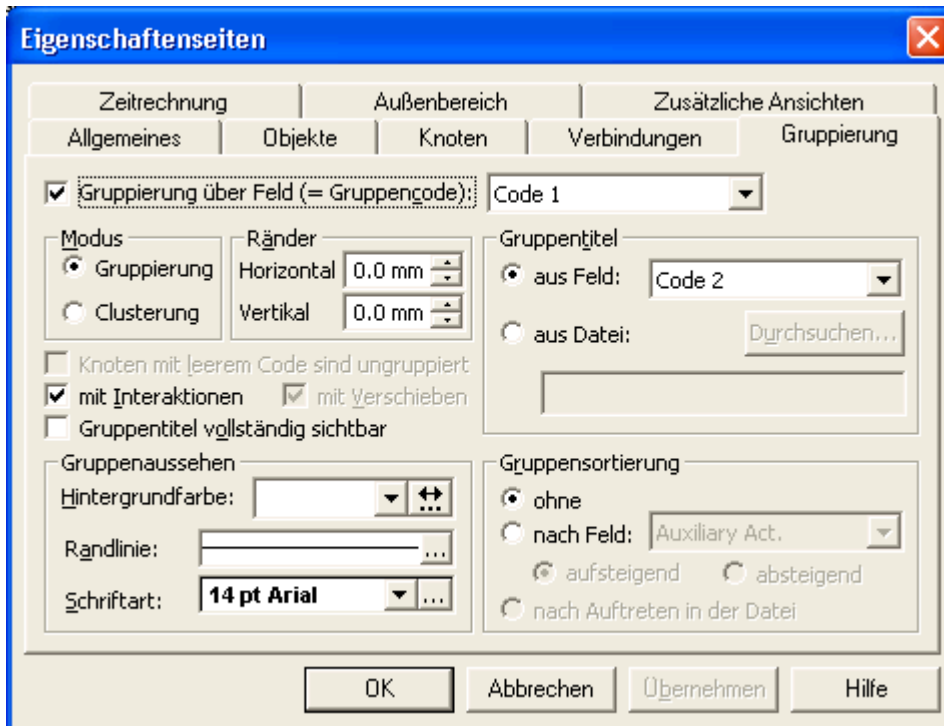 Eigenschaftenseiten
Zeitrechnung Außenbereich Zusätzliche Ansichten
Allgemeines Objekte Knoten Verbindungen Gruppierung
Gruppierung über Feld (= Gruppencode): Code 1
Modus
Gruppierung
Clusterung
Ränder
Horizontal 0.0 mm
Vertikal 0.0 mm
Gruppentitel
aus Feld: Code 2
aus Datei: Durchsuchen...
Knoten mit leerem Code sind ungruppiert
mit Interaktionen mit Verschieben
Gruppentitel vollständig sichtbar
Gruppenaussehen
Hintergrundfarbe:
Randlinie: ...
Schriftart: 14 pt Arial ...
Gruppensortierung
ohne
nach Feld: Auxiliary Act.
aufsteigend absteigend
nach Auftreten in der Datei
OK Abbrechen Übernehmen Hilfe